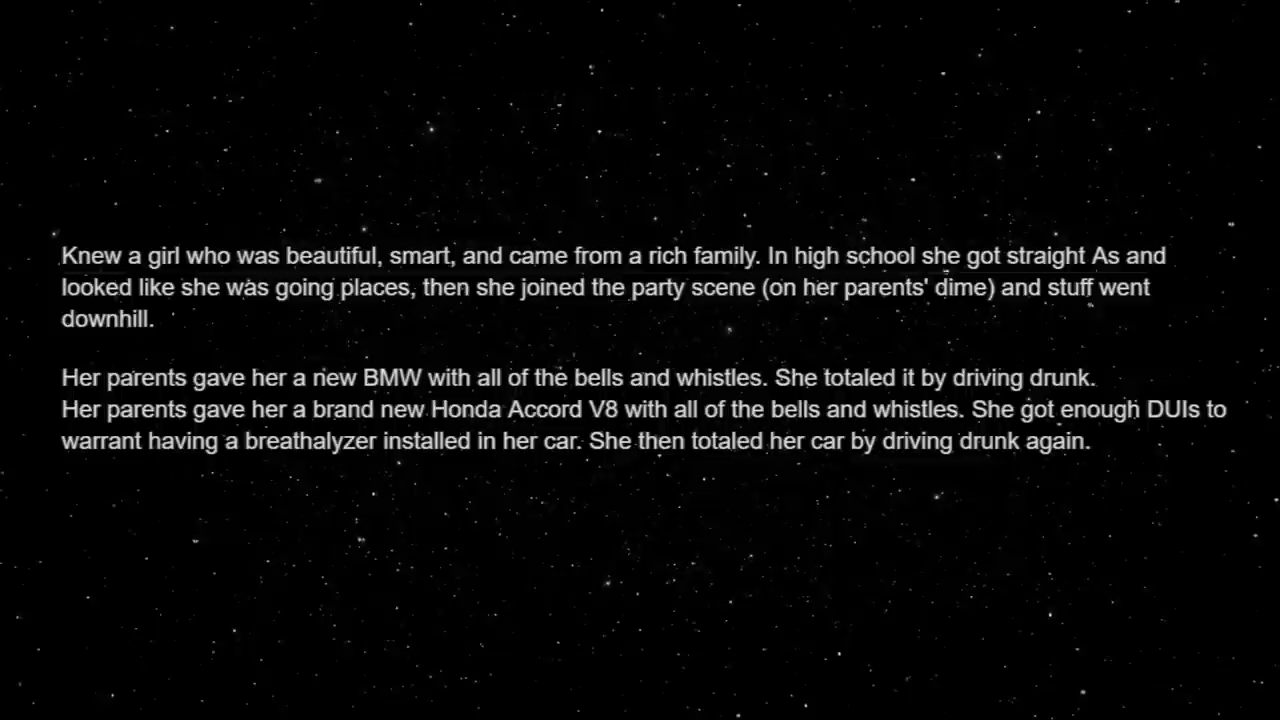 Knew a girl who was beautiful, smart, and came from a rich family. In high school she got straight As and
looked like she was going places, then she joined the party scene (on her parents' dime) and stuff went
downhill.
Her parents gave her a new BMW with all of the bells and whistles. She totaled it by driving drunk.
Her parents gave her a brand new Honda Accord V8 with all of the bells and whistles. She got enough DUIs to
warrant having a breathalyzer installed in her car. She then totaled her car by driving drunk again.